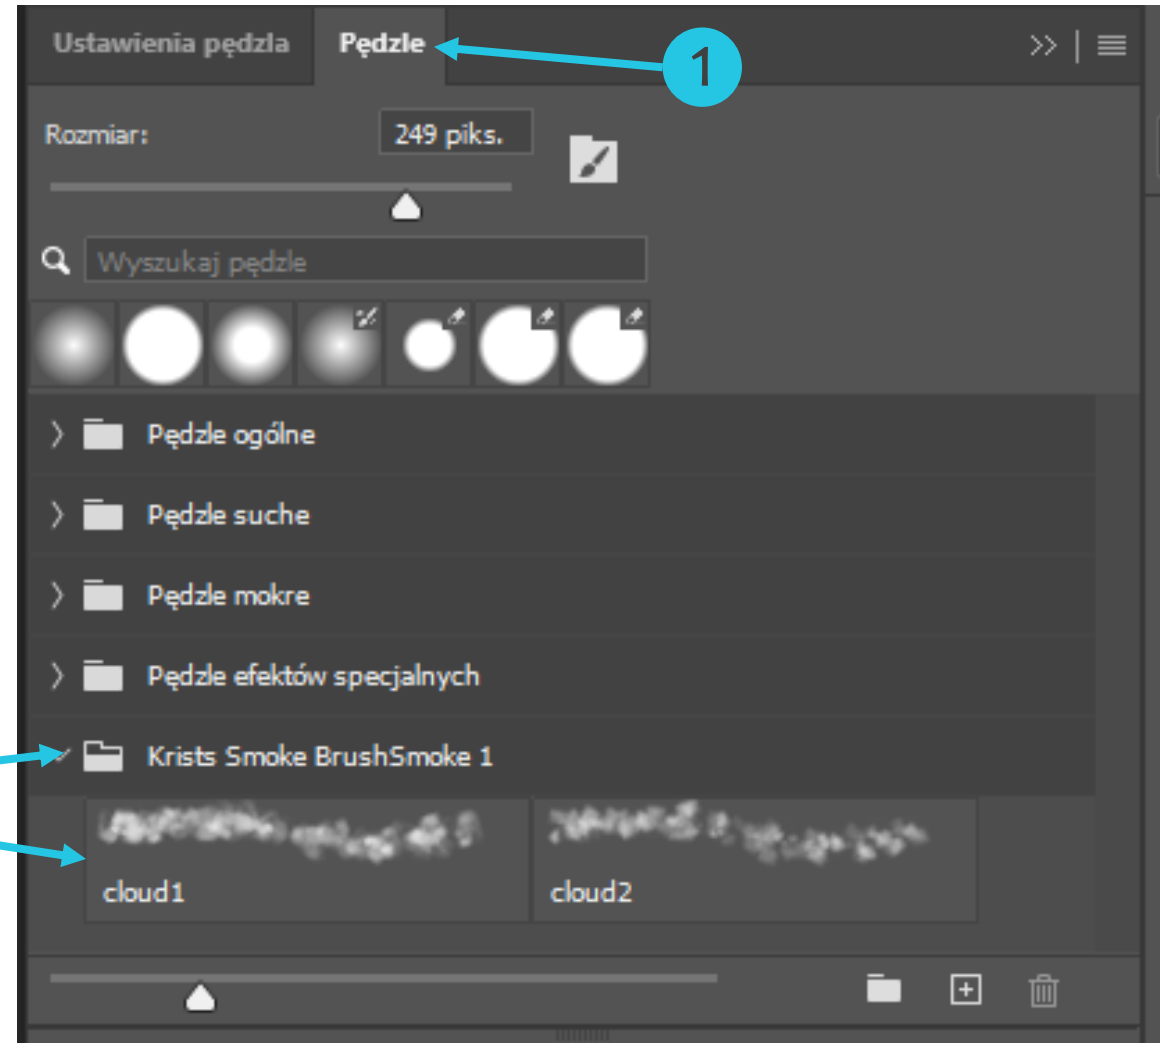 Ustawienia pędzla Pędzle
1
Rozmiar: 249 piks.
Wyszukaj pędzle
Pędzle ogólne
Pędzle suche
Pędzle mokre
Pędzle efektów specjalnych
Krists Smoke BrushSmoke 1
cloud1 cloud2